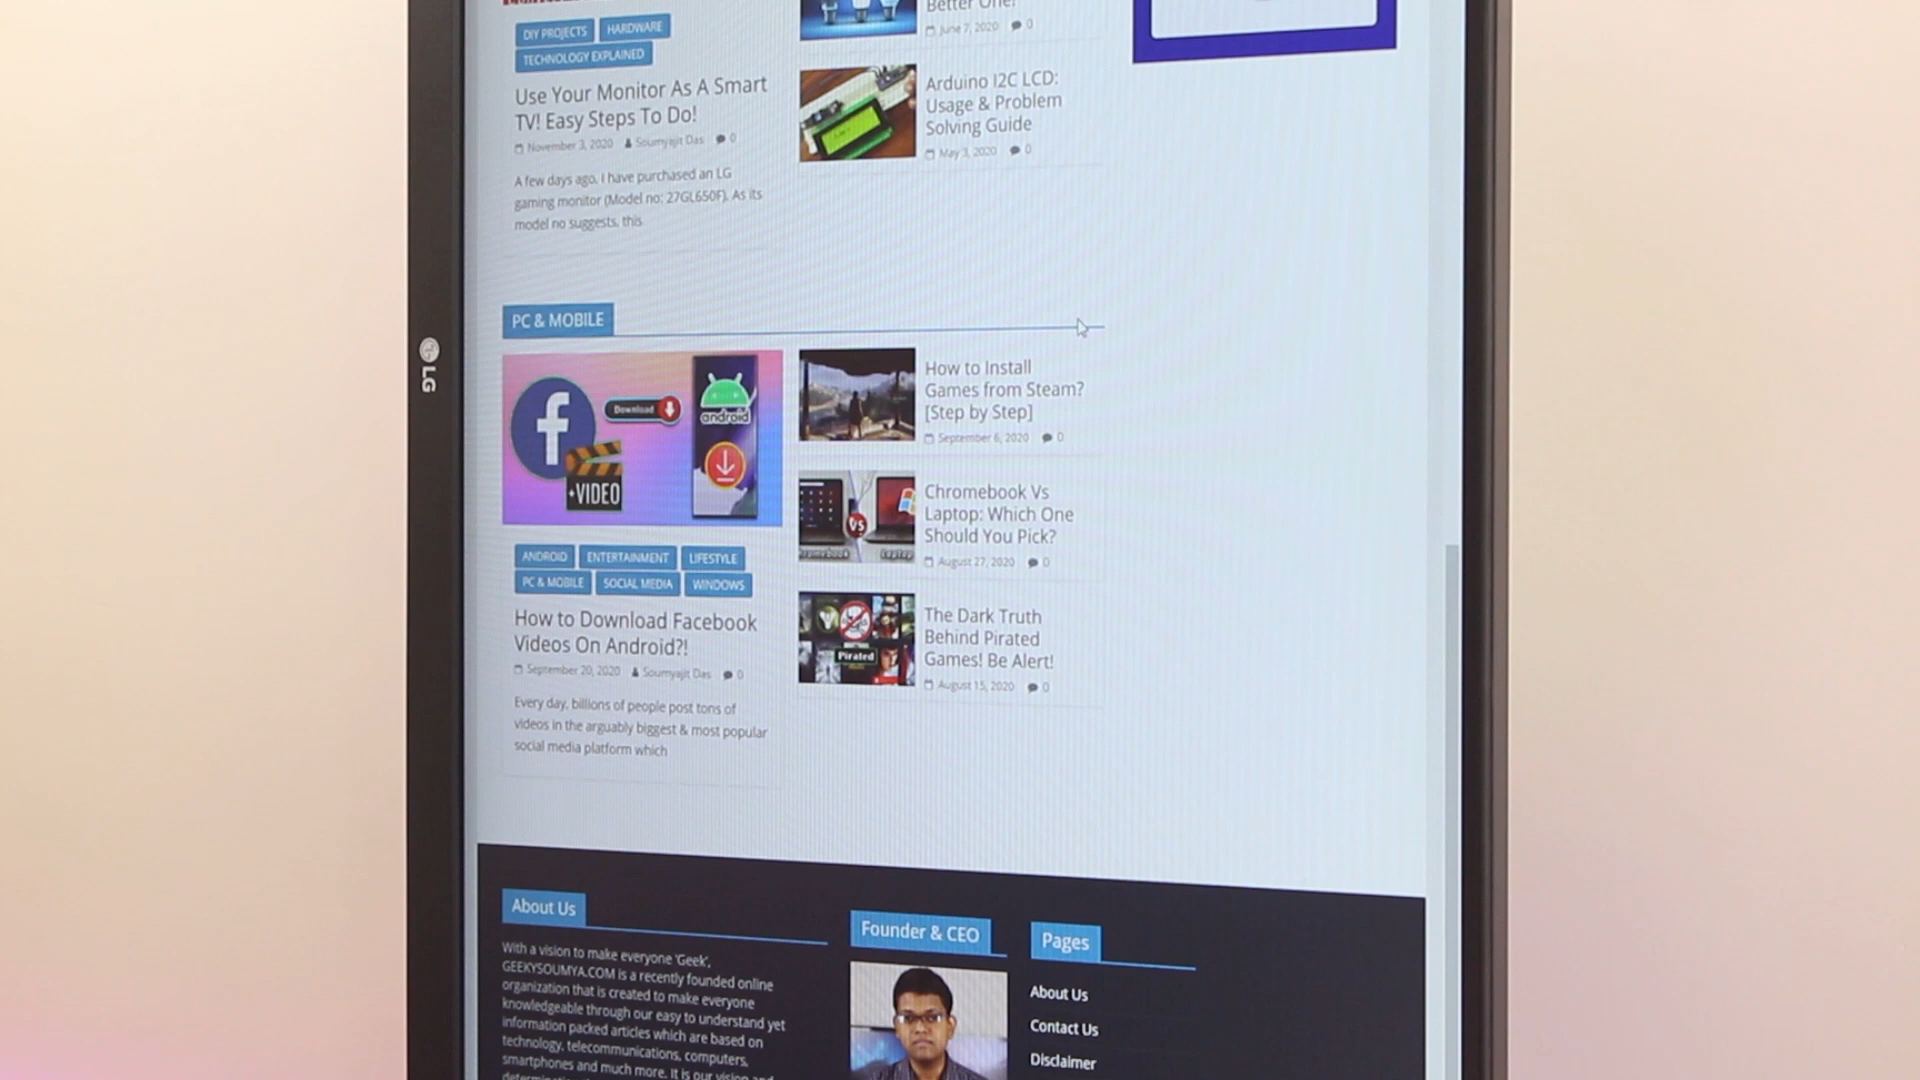 DIY PROJECTS
HARDWARE
TECHNOLOGY EXPLAINED
Use Your Monitor As A Smart
TV! Easy Steps To Do!
November 3, 2020 Soumyajit Das 0
A few days ago, I have purchased an LG
gaming monitor (Model no: 27GL650F). As its
model no suggests, this
Better One!
June 7, 2020 0
Arduino I2C LCD:
Usage & Problem
Solving Guide
May 3, 2020 0
LG
PC & MOBILE
Download
android
+VIDEO
ANDROID
ENTERTAINMENT
LIFESTYLE
PC & MOBILE
SOCIAL MEDIA
WINDOWS
How to Download Facebook
Videos On Android?!
September 20, 2020 Soumyajit Das 0
Every day, billions of people post tons of
videos in the arguably biggest & most popular
social media platform which
How to Install
Games from Steam?
[Step by Step]
September 6, 2020 0
VS
Laptop
Chromebook Vs
Laptop: Which One
Should You Pick?
August 27, 2020 0
Pirated
The Dark Truth
Behind Pirated
Games! Be Alert!
August 15, 2020 0
About Us
With a vision to make everyone 'Geek',
GEEKYSOUMYA.COM is a recently founded online
organization that is created to make everyone
knowledgeable through our easy to understand yet
information packed articles which are based on
technology, telecommunications, computers,
smartphones and much more. It is our vision and
Founder & CEO
Pages
About Us
Contact Us
Disclaimer